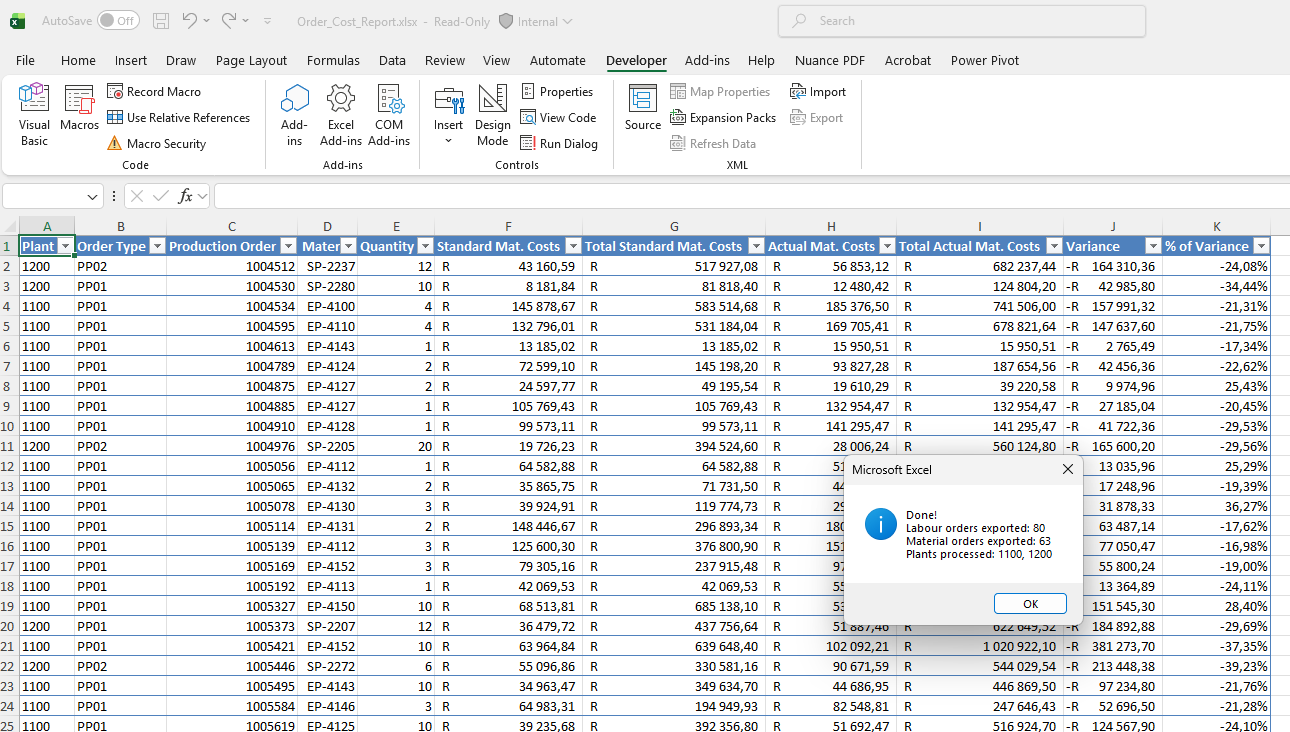 AutoSave Off Order_Cost_Report.xlsx - Read-Only Internal Search
File Home Insert Draw Page Layout Formulas Data Review View Automate Developer Add-ins Help Nuance PDF Acrobat Power Pivot
Visual Basic
Macros
Record Macro
Use Relative References
Macro Security
Code
Add-ins
Excel Add-ins
COM Add-ins
Add-ins
Insert
Design Mode
Properties
View Code
Run Dialog
Controls
Source
Map Properties
Expansion Packs
Refresh Data
Import
Export
XML
fx
A B C D E F G H I J K
1 Plant Order Type Production Order Mater Quantity Standard Mat. Costs Total Standard Mat. Costs Actual Mat. Costs Total Actual Mat. Costs Variance % of Variance
2 1200 PP02 1004512 SP-2237 12 R 43 160,59 R 517 927,08 R 56 853,12 R 682 237,44 -R 164 310,36 -24,08%
3 1200 PP01 1004530 SP-2280 10 R 8 181,84 R 81 818,40 R 12 480,42 R 124 804,20 -R 42 985,80 -34,44%
4 1100 PP01 1004534 EP-4100 4 R 145 878,67 R 583 514,68 R 185 376,50 R 741 506,00 -R 157 991,32 -21,31%
5 1100 PP01 1004595 EP-4110 4 R 132 796,01 R 531 184,04 R 169 705,41 R 678 821,64 -R 147 637,60 -21,75%
6 1100 PP01 1004613 EP-4143 1 R 13 185,02 R 13 185,02 R 15 950,51 R 15 950,51 -R 2 765,49 -17,34%
7 1100 PP01 1004789 EP-4124 2 R 72 599,10 R 145 198,20 R 93 827,28 R 187 654,56 -R 42 456,36 -22,62%
8 1100 PP01 1004875 EP-4127 2 R 24 597,77 R 49 195,54 R 19 610,29 R 39 220,58 R 9 974,96 25,43%
9 1100 PP01 1004885 EP-4127 1 R 105 769,43 R 105 769,43 R 132 954,47 R 132 954,47 -R 27 185,04 -20,45%
10 1100 PP01 1004910 EP-4128 1 R 99 573,11 R 99 573,11 R 141 295,47 R 141 295,47 -R 41 722,36 -29,53%
11 1200 PP02 1004976 SP-2205 20 R 19 726,23 R 394 524,60 R 28 006,24 R 560 124,80 -R 165 600,20 -29,56%
12 1100 PP01 1005056 EP-4112 1 R 64 582,88 R 64 582,88 R 51 13 035,96 25,29%
13 1100 PP01 1005065 EP-4132 2 R 35 865,75 R 71 731,50 R 44 17 248,96 -19,39%
14 1100 PP01 1005078 EP-4130 3 R 39 924,91 R 119 774,73 R 29 31 878,33 36,27%
15 1100 PP01 1005114 EP-4131 2 R 148 446,67 R 296 893,34 R 180 63 487,14 -17,62%
16 1100 PP01 1005139 EP-4112 3 R 125 600,30 R 376 800,90 R 151 77 050,47 -16,98%
17 1100 PP01 1005169 EP-4152 3 R 79 305,16 R 237 915,48 R 97 55 800,24 -19,00%
18 1100 PP01 1005192 EP-4113 1 R 42 069,53 R 42 069,53 R 55 13 364,89 -24,11%
19 1100 PP01 1005327 EP-4150 10 R 68 513,81 R 685 138,10 R 53 151 545,30 28,40%
20 1200 PP01 1005373 SP-2207 12 R 36 479,72 R 437 756,64 R 51 887,46 R 622 649,52 -R 184 892,88 -29,69%
21 1100 PP01 1005421 EP-4152 10 R 63 964,84 R 639 648,40 R 102 092,21 R 1 020 922,10 -R 381 273,70 -37,35%
22 1200 PP02 1005446 SP-2272 6 R 55 096,86 R 330 581,16 R 90 671,59 R 544 029,54 -R 213 448,38 -39,23%
23 1100 PP01 1005495 EP-4143 10 R 34 963,47 R 349 634,70 R 44 686,95 R 446 869,50 -R 97 234,80 -21,76%
24 1100 PP01 1005584 EP-4146 3 R 64 983,31 R 194 949,93 R 82 548,81 R 247 646,43 -R 52 696,50 -21,28%
25 1100 PP01 1005619 EP-4125 10 R 39 235,68 R 392 356,80 R 51 692,47 R 516 924,70 -R 124 567,90 -24,10%
Microsoft Excel
Done!
Labour orders exported: 80
Material orders exported: 63
Plants processed: 1100, 1200
OK